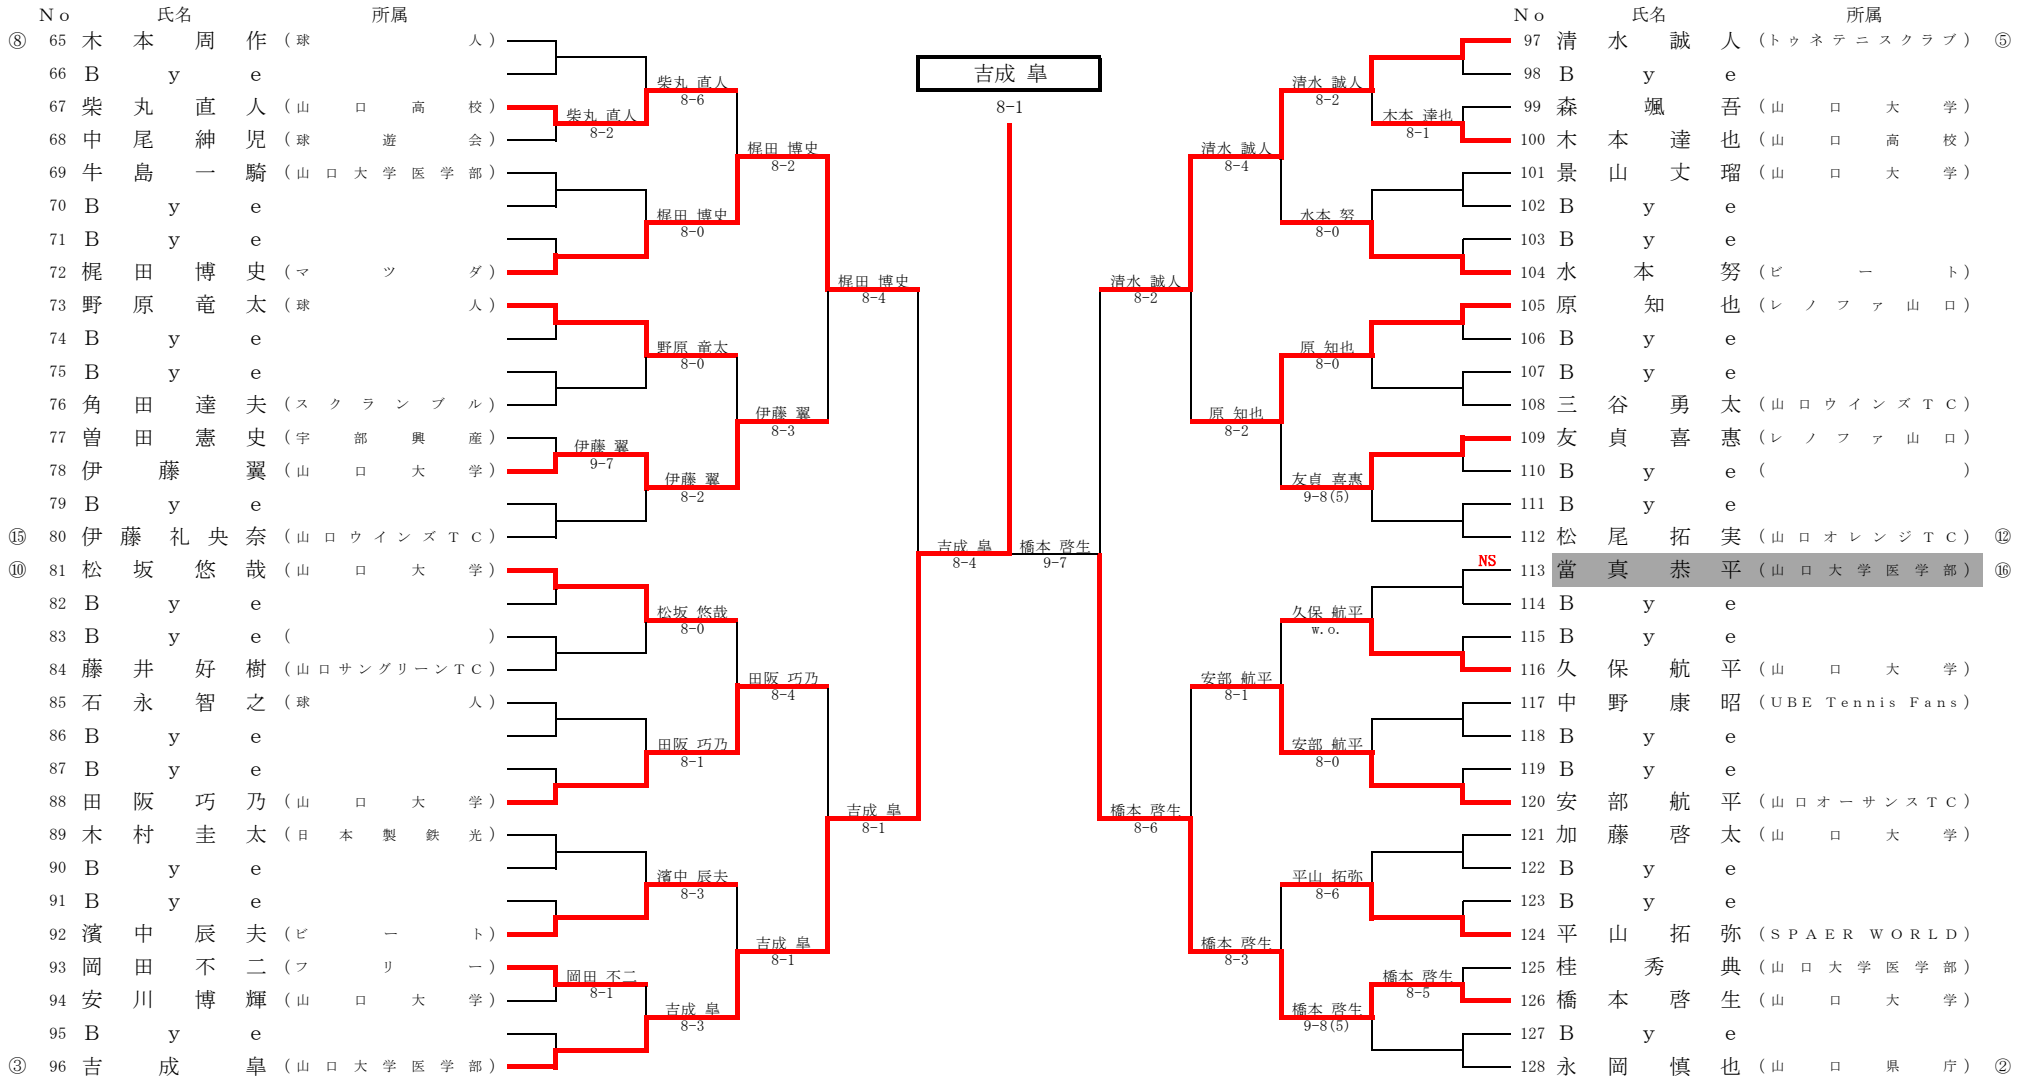 No 氏名 所属
⑧ 65 木本周作 (球人)
66 Bye
67 柴丸直人 (山口高校)
68 中尾紳児 (球遊会)
69 牛島一騎 (山口大学医学部)
70 Bye
71 Bye
72 梶田博史 (マツダ)
73 野原竜太 (球人)
74 Bye
75 Bye
76 角田達夫 (スクランブル)
77 曽田憲史 (宇部興産)
78 伊藤翼 (山口大学)
79 Bye
⑮ 80 伊藤礼央奈 (山口ウインズTC)
⑩ 81 松坂悠哉 (山口大学)
82 Bye
83 Bye ( )
84 藤井好樹 (山口サングリーンTC)
85 石永智之 (球人)
86 Bye
87 Bye
88 田阪巧乃 (山口大学)
89 木村圭太 (日本製鉄光)
90 Bye
91 Bye
92 濱中辰夫 (ビート)
93 岡田不二 (フリー)
94 安川博輝 (山口大学)
95 Bye
③ 96 吉成皐 (山口大学医学部)
柴丸 直人
8-2
伊藤 翼
9-7
岡田 不二
8-1
柴丸 直人
8-6
梶田 博史
8-0
野原 竜太
8-0
伊藤 翼
8-2
松坂 悠哉
8-0
田阪 巧乃
8-1
濱中 辰夫
8-3
吉成 皐
8-3
梶田 博史
8-2
伊藤 翼
8-3
田阪 巧乃
8-4
吉成 皐
8-1
梶田 博史
8-4
吉成 皐
8-1
吉成 皐
8-4
吉成 皐
8-1
橋本 啓生
9-7
清水 誠人
8-2
橋本 啓生
8-6
清水 誠人
8-4
原 知也
8-2
安部 航平
8-1
橋本 啓生
8-3
清水 誠人
8-2
水本 努
8-0
原 知也
8-0
友貞 喜惠
9-8(5)
久保 航平
w.o.
安部 航平
8-0
平山 拓弥
8-6
橋本 啓生
9-8(5)
木本 達也
8-1
橋本 啓生
8-5
No 氏名 所属
97 清水誠人 (トゥネテニスクラブ) ⑤
98 Bye
99 森颯吾 (山口大学)
100 木本達也 (山口高校)
101 景山丈瑠 (山口大学)
102 Bye
103 Bye
104 水本努 (ビート)
105 原知也 (レノファ山口)
106 Bye
107 Bye
108 三谷勇太 (山口ウインズTC)
109 友貞喜惠 (レノファ山口)
110 Bye ( )
111 Bye
112 松尾拓実 (山口オレンジTC) ⑫
NS 113 當真恭平 (山口大学医学部) ⑯
114 Bye
115 Bye
116 久保航平 (山口大学)
117 中野康昭 (UBE Tennis Fans)
118 Bye
119 Bye
120 安部航平 (山口オーサンスTC)
121 加藤啓太 (山口大学)
122 Bye
123 Bye
124 平山拓弥 (SPAER WORLD)
125 桂秀典 (山口大学医学部)
126 橋本啓生 (山口大学)
127 Bye
128 永岡慎也 (山口県庁) ②